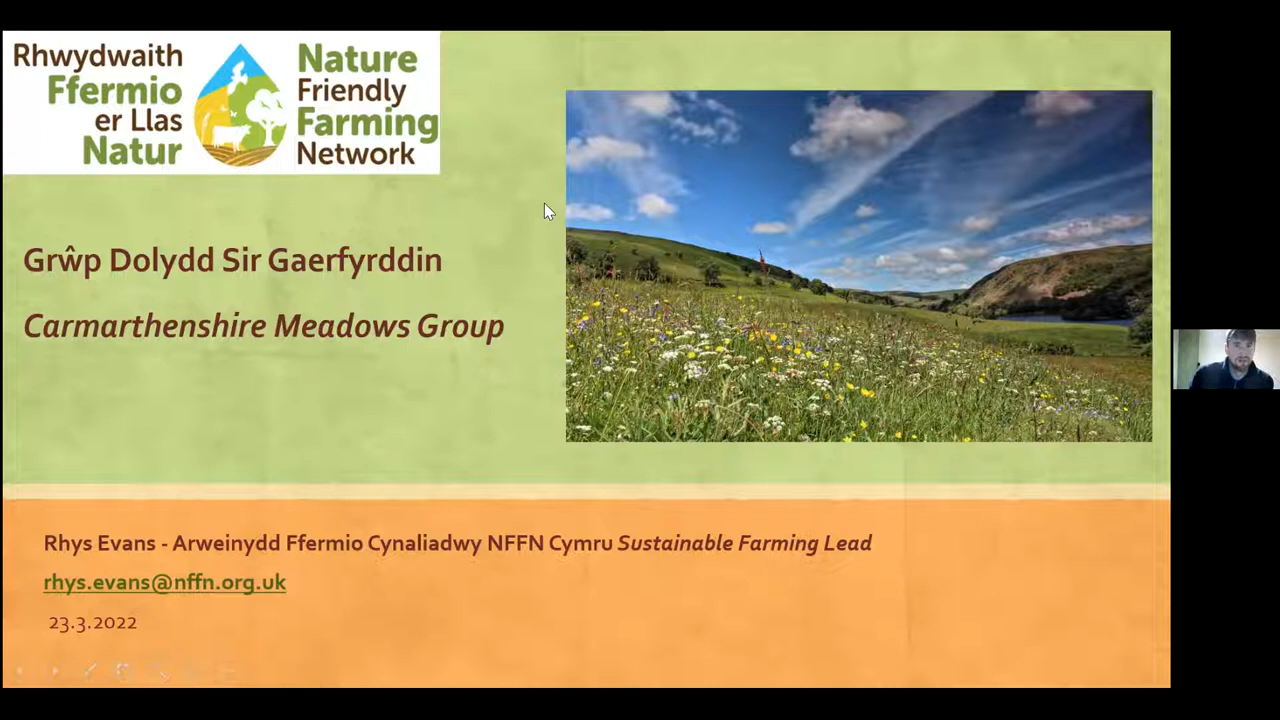 Rhwydwaith
Ffermio
er Llas
Natur
Nature
Friendly
Farming
Network
Grŵp Dolydd Sir Gaerfyrddin
Carmarthenshire Meadows Group
Rhys Evans - Arweinydd Ffermio Cynaliadwy NFFN Cymru Sustainable Farming Lead
rhys.evans@nffn.org.uk
23.3.2022